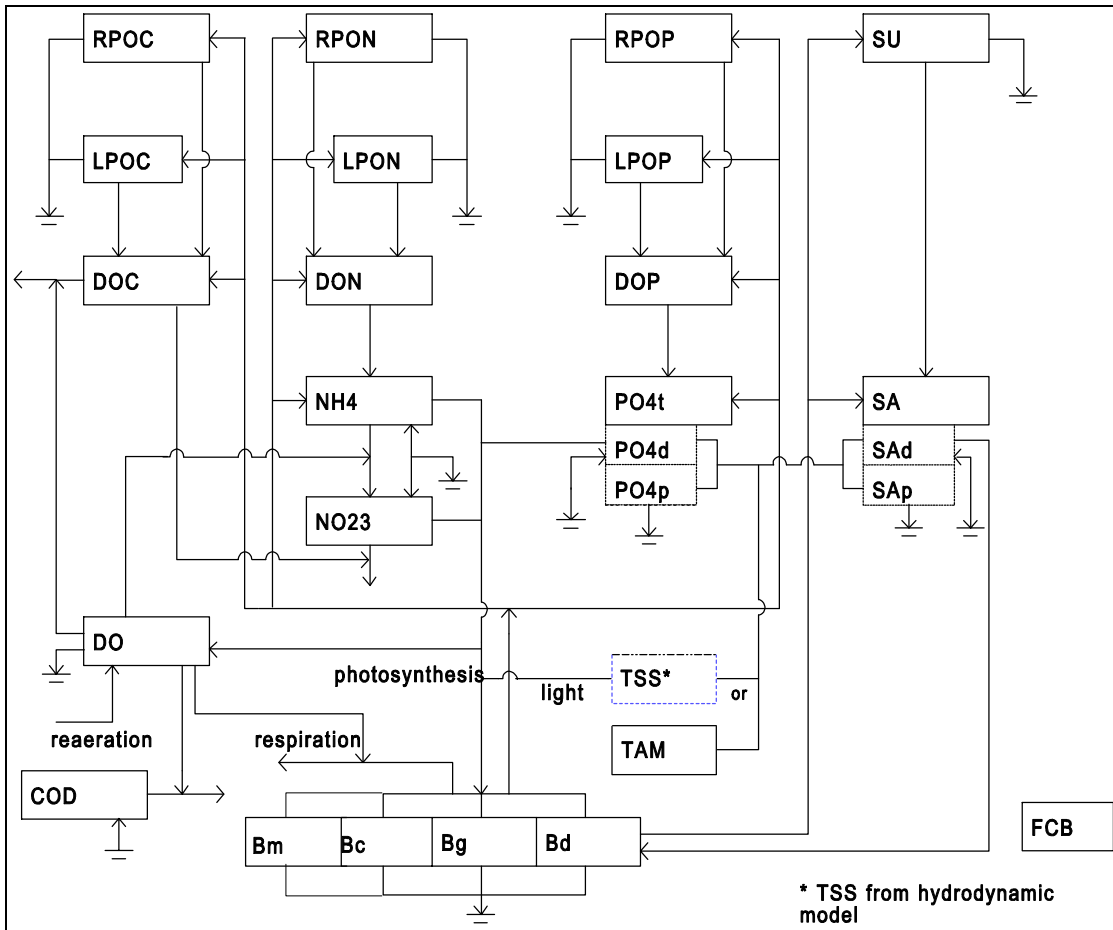 RPOC
RPON
RPOP
SU
LPOC
LPON
LPOP
DOC
DON
DOP
NH4
PO4t
SA
PO4d
SAd
PO4p
SAp
NO23
DO
photosynthesis
light
TSS*
or
reaeration
respiration
TAM
COD
Bm
Bc
Bg
Bd
FCB
* TSS from hydrodynamic
model